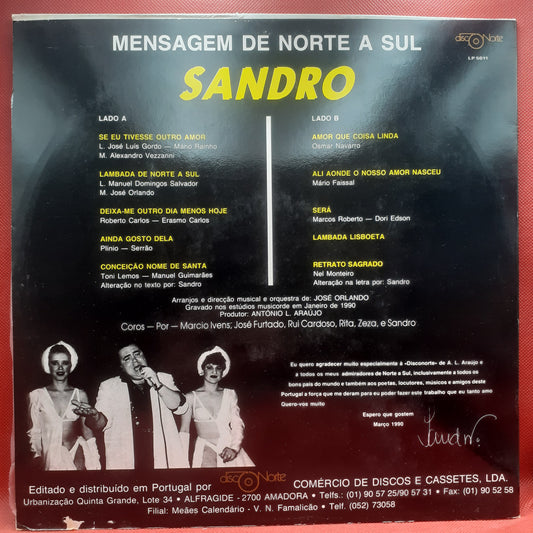 MENSAGEM DE NORTE A SUL
discoNorte
LP 5011
SANDRO
LADO A
SE EU TIVESSE OUTRO AMOR
L. José Luís Gordo — Mário Rainho
M. Alexandro Vezzanni
LAMBADA DE NORTE A SUL
L. Manuel Domingos Salvador
M. José Orlando
DEIXA-ME OUTRO DIA MENOS HOJE
Roberto Carlos — Erasmo Carlos
AINDA GOSTO DELA
Plinio — Serrão
CONCEIÇÃO NOME DE SANTA
Toni Lemos — Manuel Guimarães
Alteração no texto por: Sandro
LADO B
AMOR QUE COISA LINDA
Osmar Navarro
ALI AONDE O NOSSO AMOR NASCEU
Mário Faissal
SERÁ
Marcos Roberto — Dori Edson
LAMBADA LISBOETA
RETRATO SAGRADO
Nel Monteiro
Alteração na letra por: Sandro
Arranjos e direcção musical e orquestra de: JOSÉ ORLANDO
Gravado nos estúdios musicorde em Janeiro de 1990
Produtor: ANTÓNIO L. ARAÚJO
Coros — Por — Marcio Ivens; José Furtado, Rui Cardoso, Rita, Zeza, e Sandro
Eu quero agradecer muito especialmente à «Disconorte» de A. L. Araújo e
a todos os meus admiradores de Norte a Sul, inclusivamente a todos os
bons pais do mundo e também aos poetas, locutores, músicos e amigos deste
Portugal a força que me deram para eu poder fazer este trabalho que eu tanto amo
Quero-vós muito
Espero que gostem
Março 1990
Sandro
Editado e distribuído em Portugal por
discoNorte
COMÉRCIO DE DISCOS E CASSETES, LDA.
Urbanização Quinta Grande, Lote 34 • ALFRAGIDE - 2700 AMADORA • Telfs.: (01) 90 57 25/90 57 31 • Fax: (01) 90 52 58
Filial: Meães Calendário - V. N. Famalicão • Telf. (052) 73058